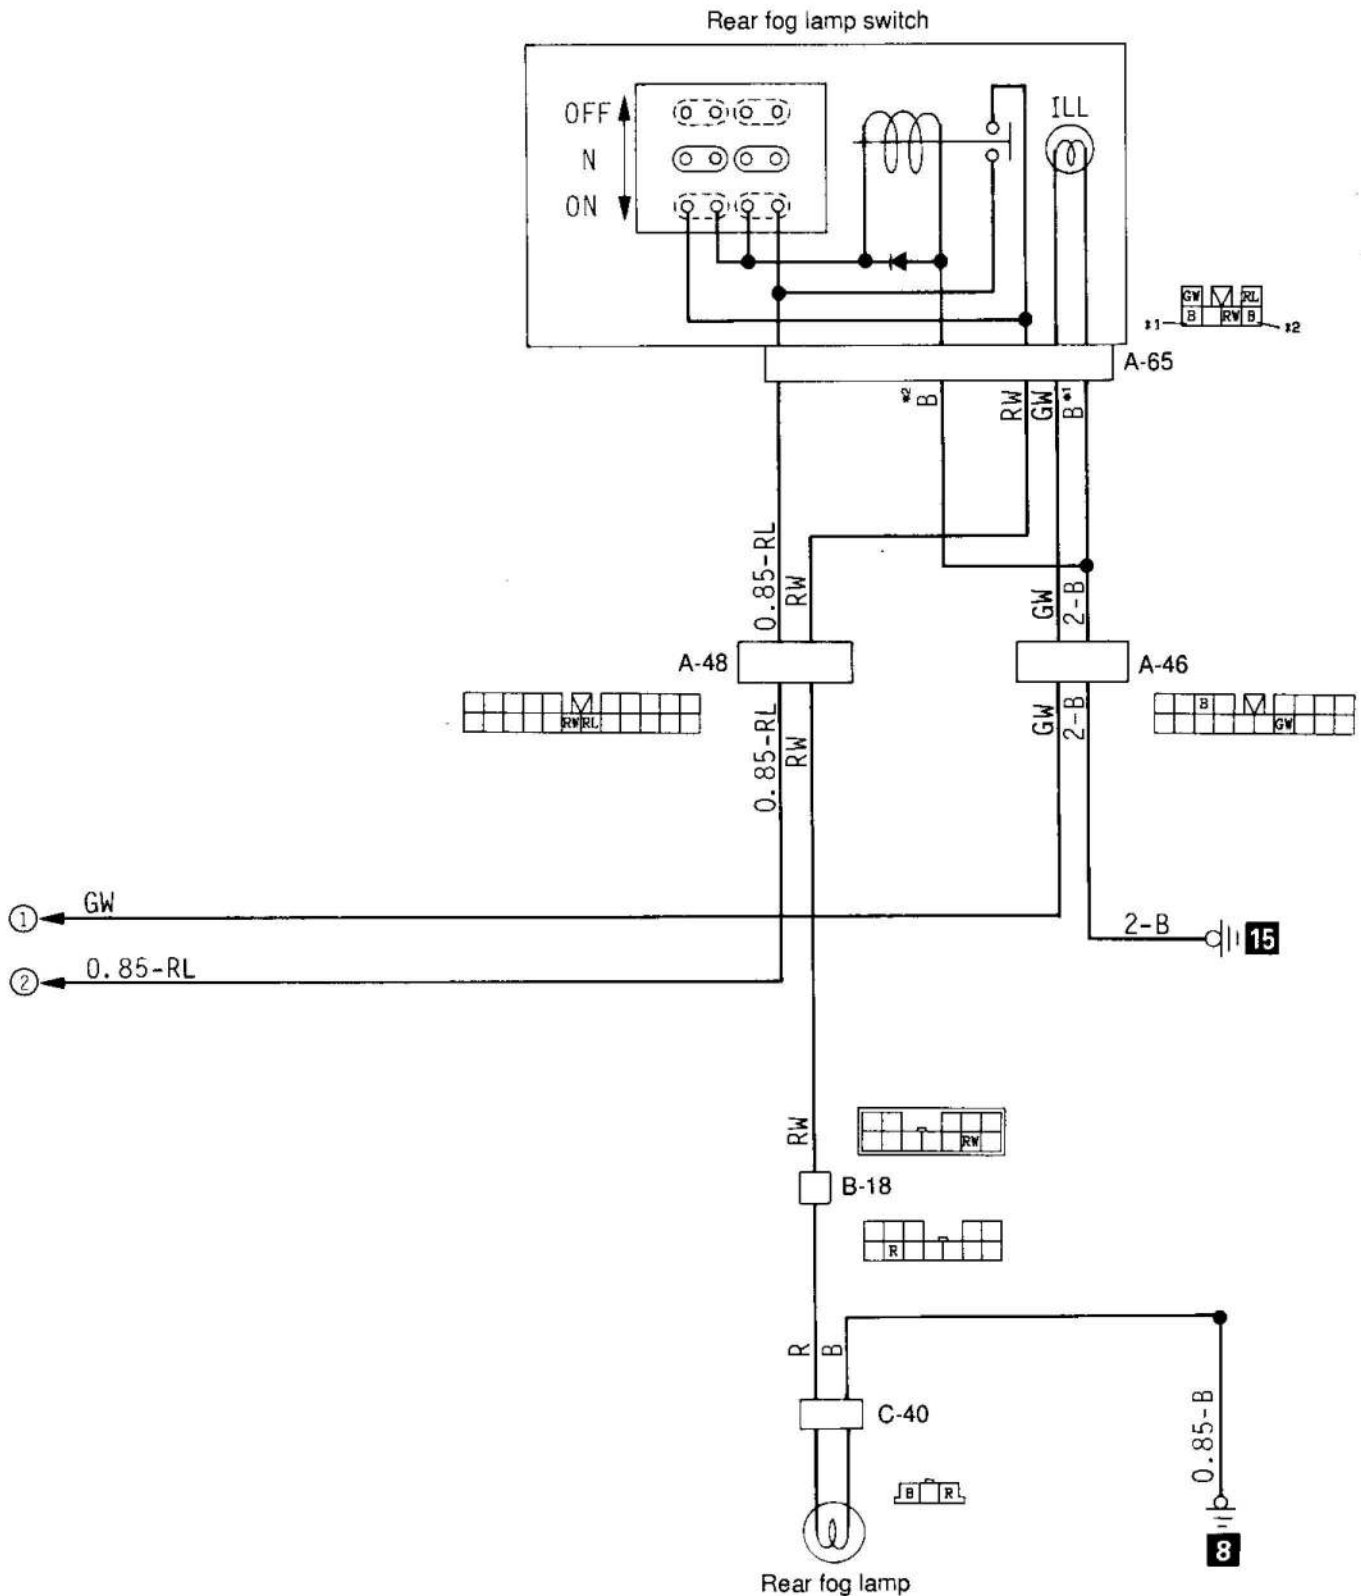 Rear fog lamp switch
OFF
N
ON
ILL
GW RL
B RW B
*1 *2
A-65
*2 B RW GW B *1
0.85-RL RW GW 2-B
A-48
A-46
RW RL
B
GW
0.85-RL RW GW 2-B
1 GW
2-B 15
2 0.85-RL
RW
RW
B-18
R
R B
C-40
0.85-B
B R
8
Rear fog lamp